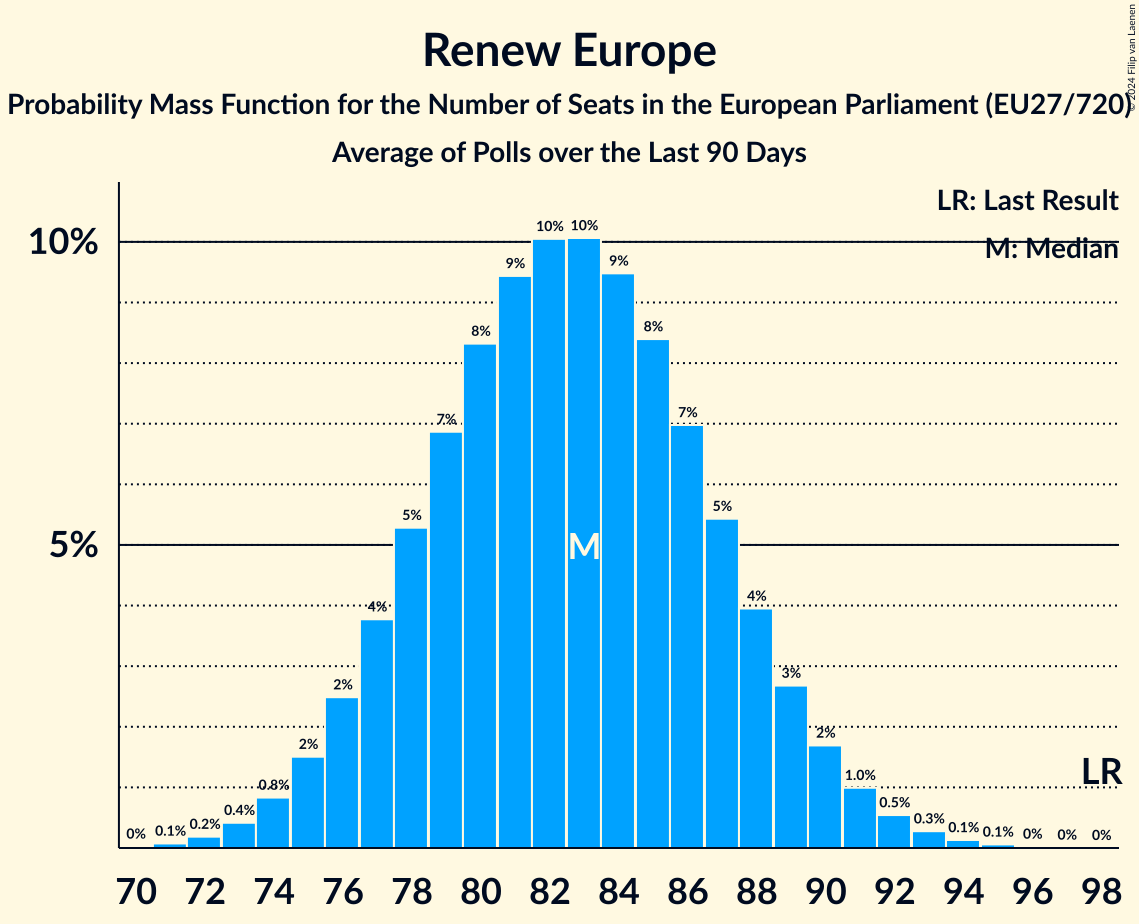 Renew Europe
Probability Mass Function for the Number of Seats in the European Parliament (EU27/720)
Average of Polls over the Last 90 Days
© 2024 Filip van Laenen
LR: Last Result
M: Median
10%
5%
0% 0.1% 0.2% 0.4% 0.8% 2% 2% 4% 5% 7% 8% 9% 10% 10% 9% 8% 7% 5% 4% 3% 2% 1.0% 0.5% 0.3% 0.1% 0.1% 0% 0% 0%
M
LR
70 72 74 76 78 80 82 84 86 88 90 92 94 96 98